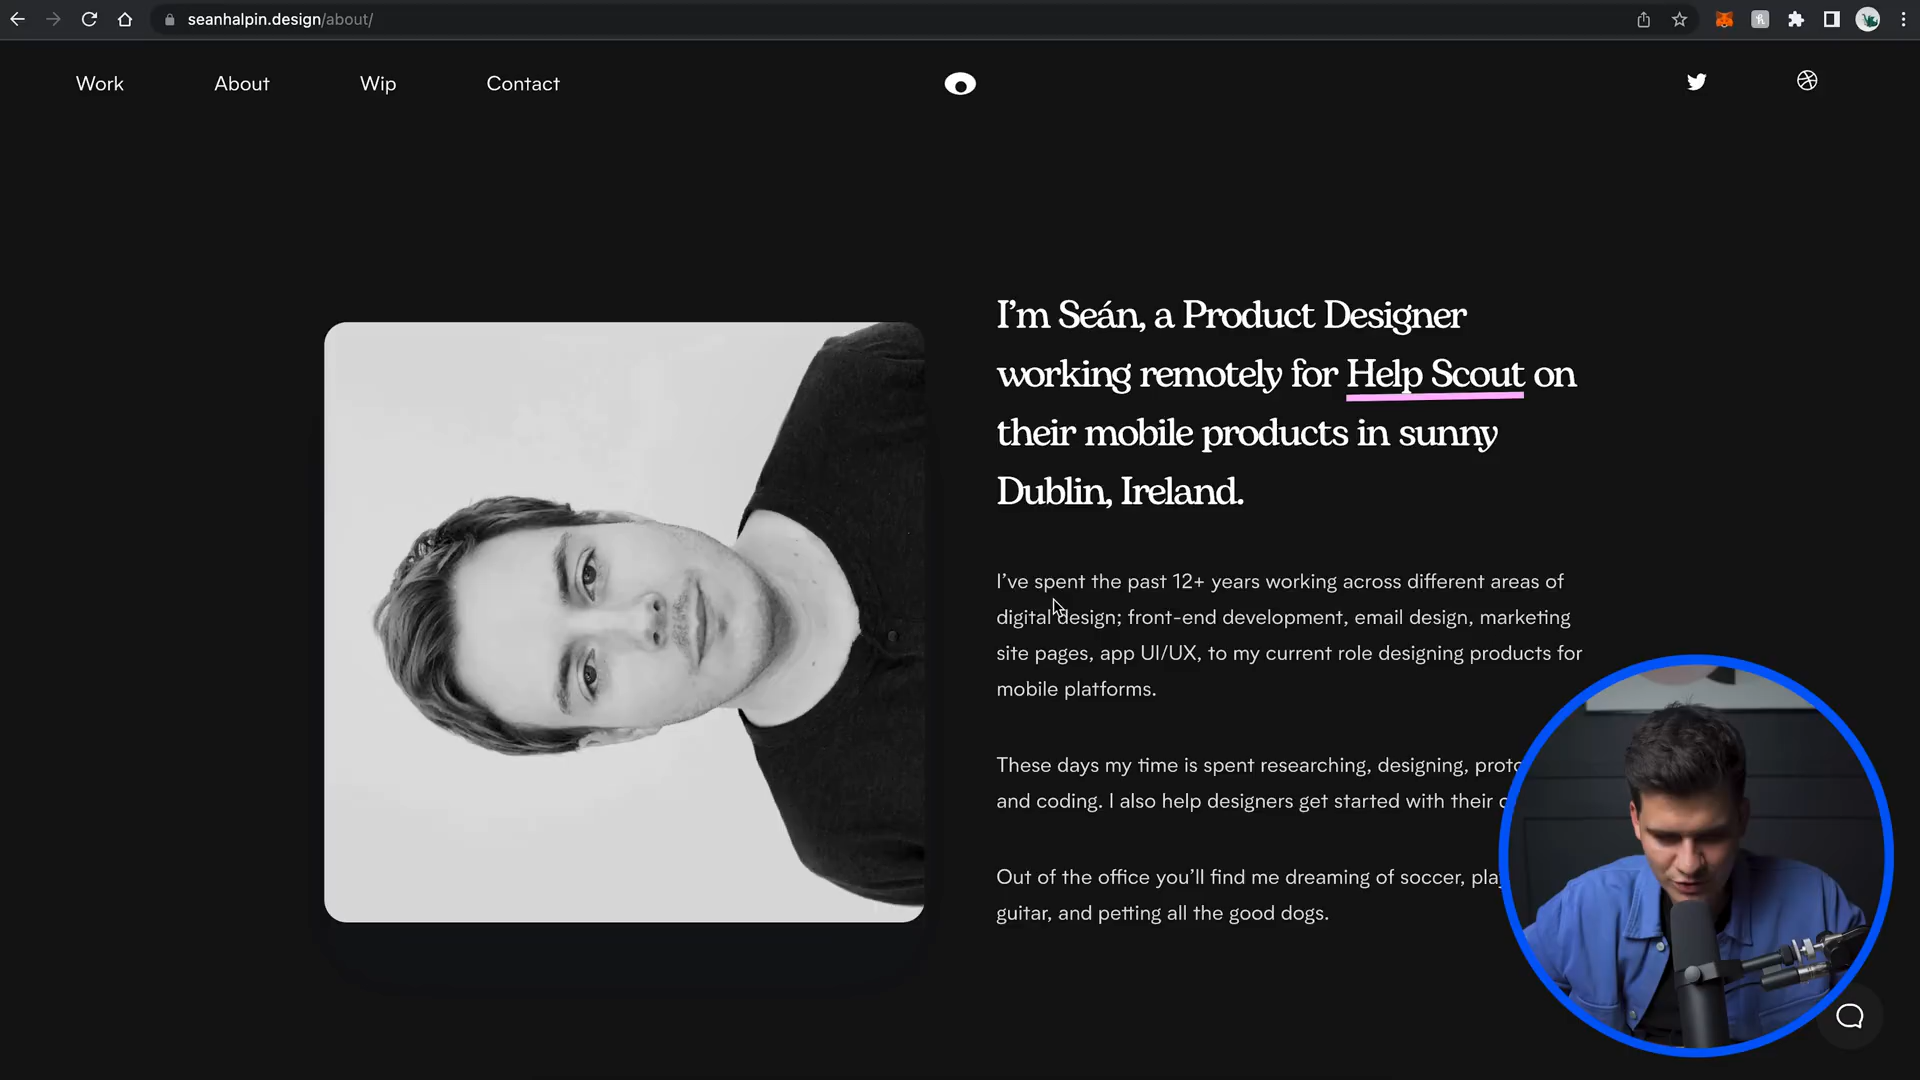 seanhalpin.design/about/
Work About Wip Contact
I'm Seán, a Product Designer
working remotely for Help Scout on
their mobile products in sunny
Dublin, Ireland.
I've spent the past 12+ years working across different areas of
digital design; front-end development, email design, marketing
site pages, app UI/UX, to my current role designing products for
mobile platforms.
These days my time is spent researching, designing,
and coding. I also help designers get started with their
Out of the office you'll find me dreaming of soccer,
guitar, and petting all the good dogs.